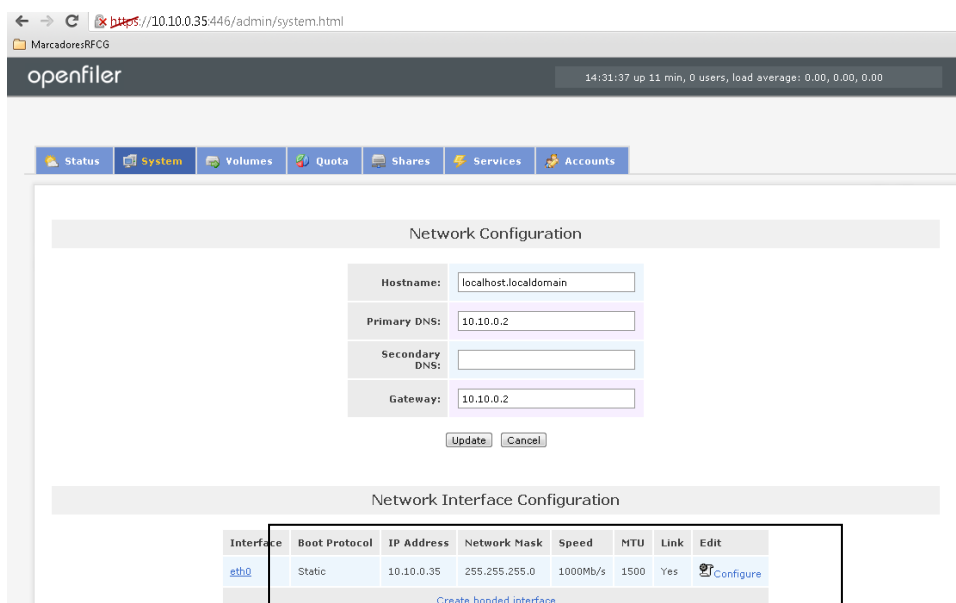 https://10.10.0.35:446/admin/system.html
MarcadoresRFCG
openfiler
14:31:37 up 11 min, 0 users, load average: 0.00, 0.00, 0.00
Status System Volumes Quota Shares Services Accounts
Network Configuration
Hostname: localhost.localdomain
Primary DNS: 10.10.0.2
Secondary
DNS:
Gateway: 10.10.0.2
Update Cancel
Network Interface Configuration
Interface Boot Protocol IP Address Network Mask Speed MTU Link Edit
eth0 Static 10.10.0.35 255.255.255.0 1000Mb/s 1500 Yes Configure
Create bonded interface